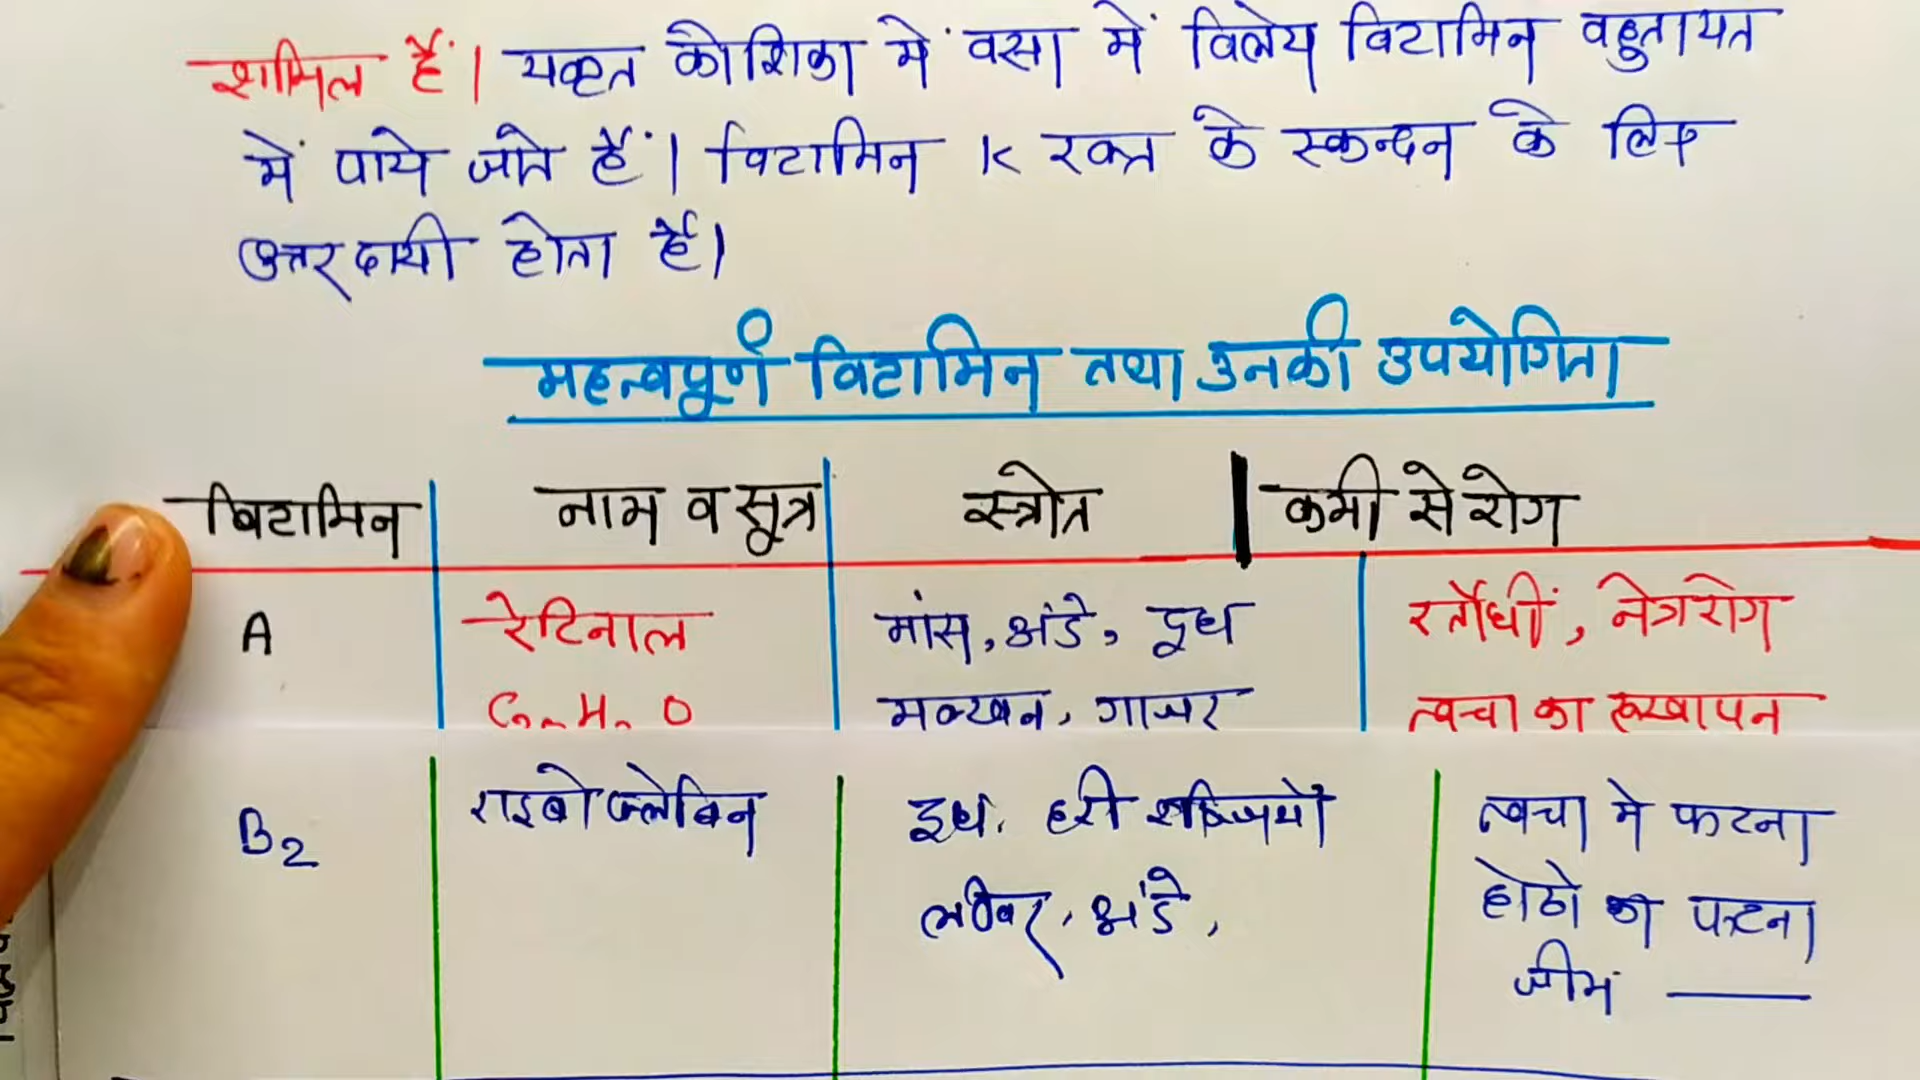 शामिल हैं। यकृत कोशिका में वसा में विलेय विटामिन बहुतायत
में पाये जाते हैं। विटामिन K रक्त के स्कन्दन के लिए
उत्तरदायी होता है।
महत्वपूर्ण विटामिन तथा उनकी उपयोगिता
विटामिन नाम व सूत्र स्त्रोत कमी से रोग
A रेटिनाल मांस, अंडे, दूध रतौंधी, नेत्ररोग
मक्खन, गाजर त्वचा का रूखापन
B2 राइबोफ्लेबिन दूध, हरी सब्जियों त्वचा मे फटना
लीवर, अंडे, होठो का फटना
जीभ